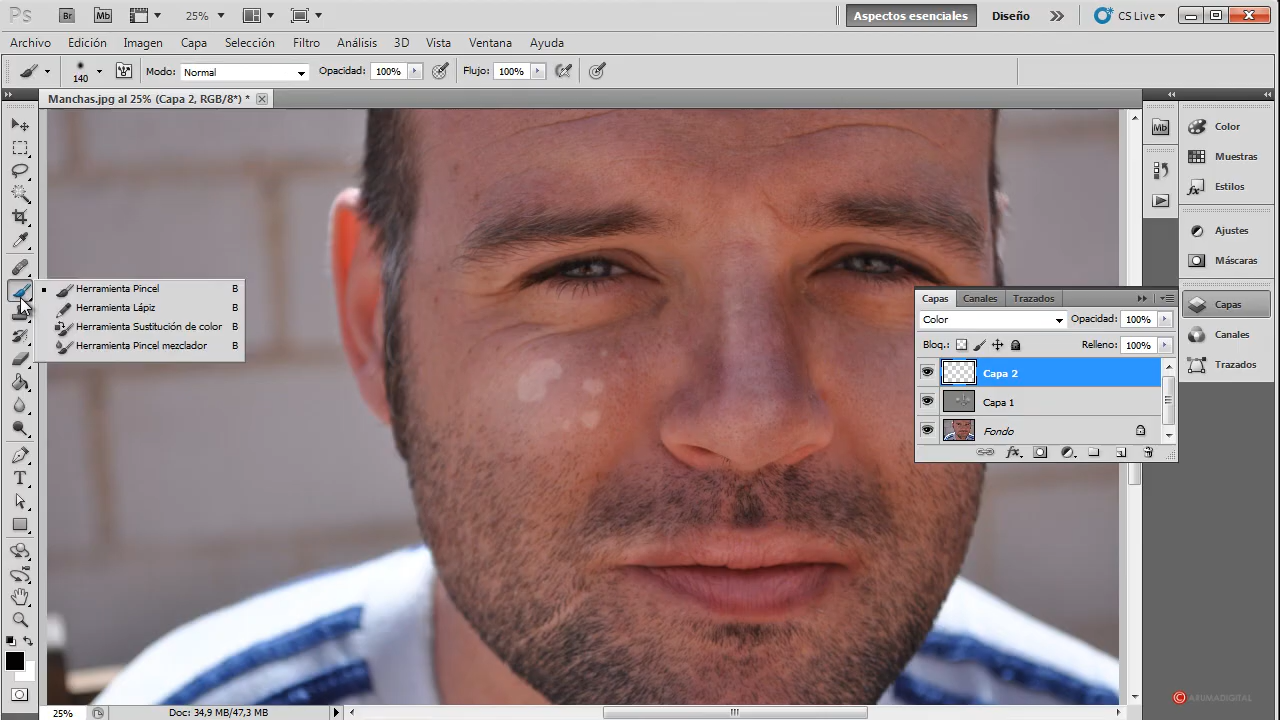 Ps Br Mb 25% Aspectos esenciales Diseño CS Live
Archivo Edición Imagen Capa Selección Filtro Análisis 3D Vista Ventana Ayuda
140 Modo: Normal Opacidad: 100% Flujo: 100%
Manchas.jpg al 25% (Capa 2, RGB/8*) *
Herramienta Pincel B
Herramienta Lápiz B
Herramienta Sustitución de color B
Herramienta Pincel mezclador B
T
Capas Canales Trazados
Color Opacidad: 100%
Bloq.: Relleno: 100%
Capa 2
Capa 1
Fondo
fx
Mb
Color
Muestras
Estilos
Ajustes
Máscaras
Capas
Canales
Trazados
© ARUMADIGITAL
25% Doc: 34,9 MB/47,3 MB